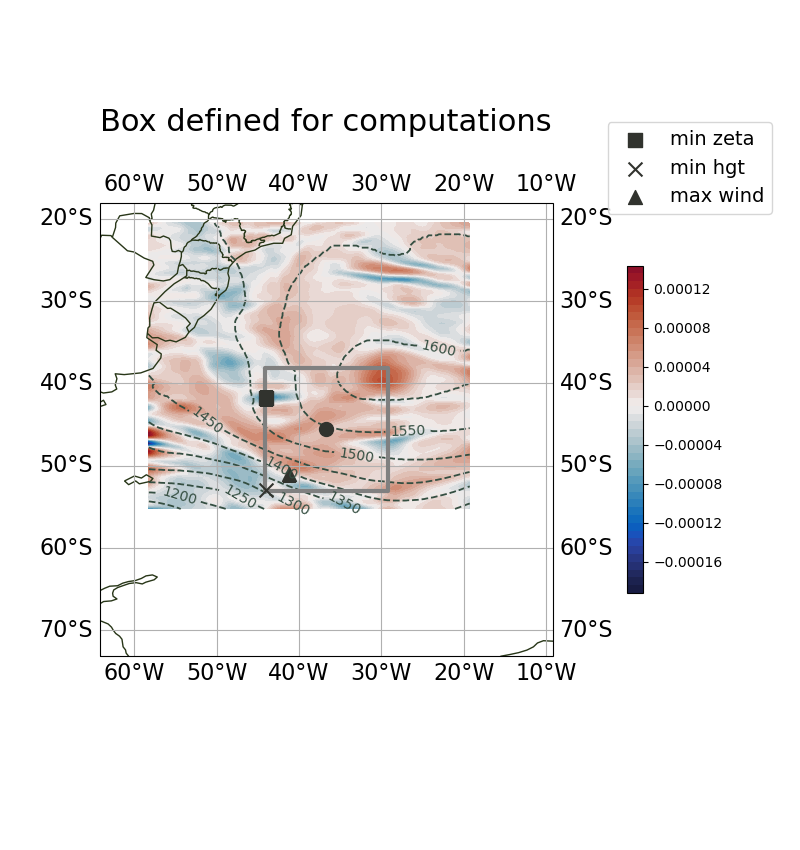 Box defined for computations
min zeta
min hgt
max wind
60°W 50°W 40°W 30°W 20°W 10°W
20°S 20°S
30°S 30°S
40°S 40°S
50°S 50°S
60°S 60°S
70°S 70°S
60°W 50°W 40°W 30°W 20°W 10°W
1600
1450
1550
1500
1400
1200
1250
1300
1350
0.00012
0.00008
0.00004
0.00000
−0.00004
−0.00008
−0.00012
−0.00016